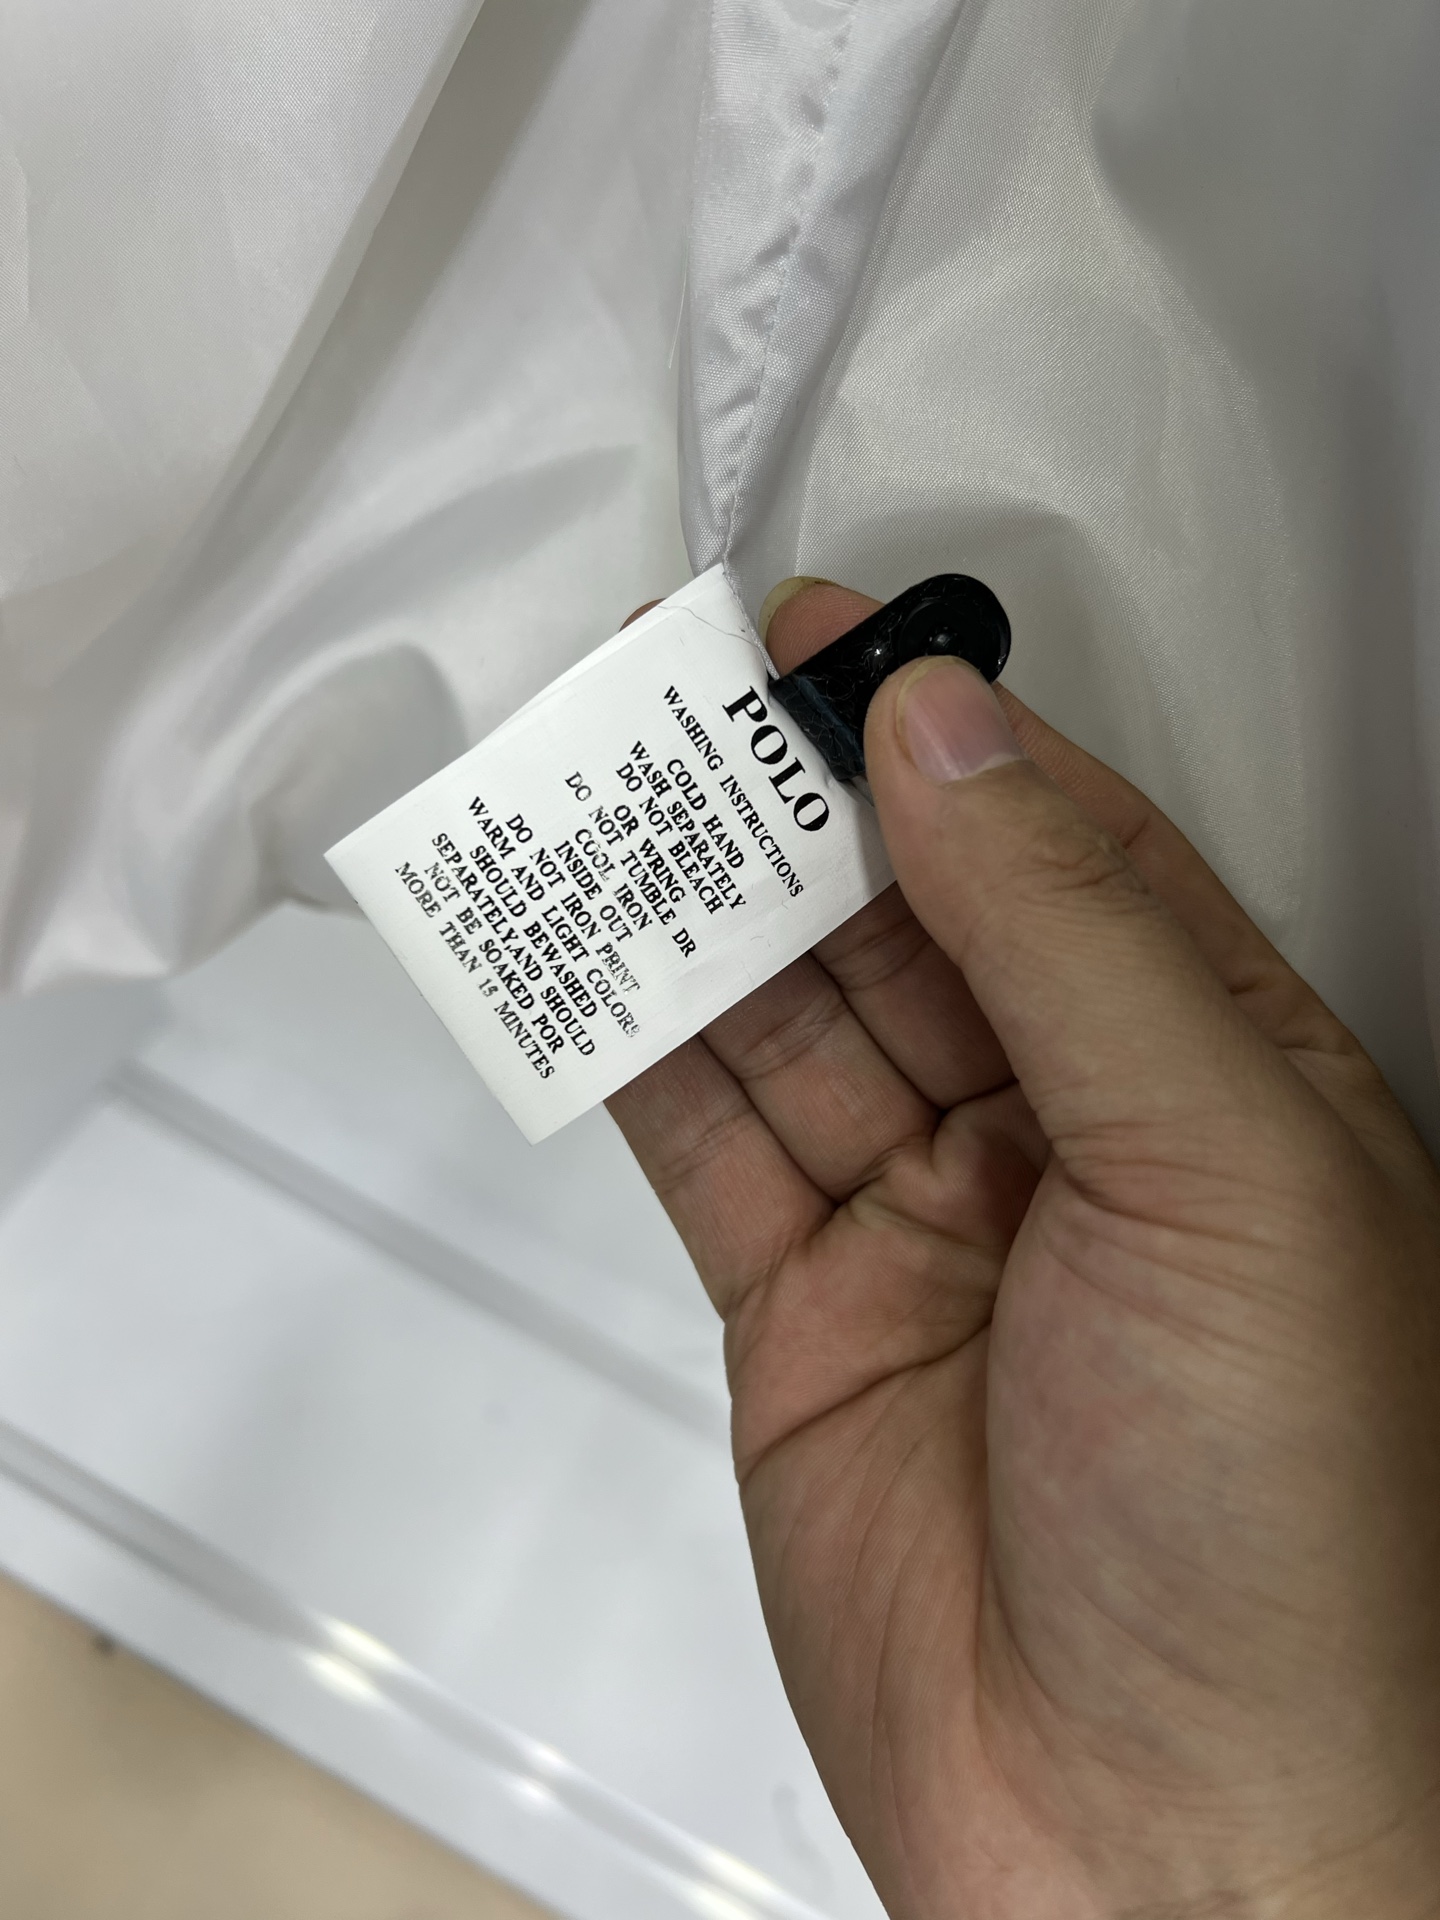 POLO
WASHING INSTRUCTIONS
COLD HAND
WASH SEPARATELY
DO NOT BLEACH
OR WRING
DO NOT TUMBLE DR
COOL IRON
INSIDE OUT
DO NOT IRON PRINT
WARM AND LIGHT COLORS
SHOULD BEWASHED
SEPARATELY,AND SHOULD
NOT BE SOAKED POR
MORE THAN 15 MINUTES